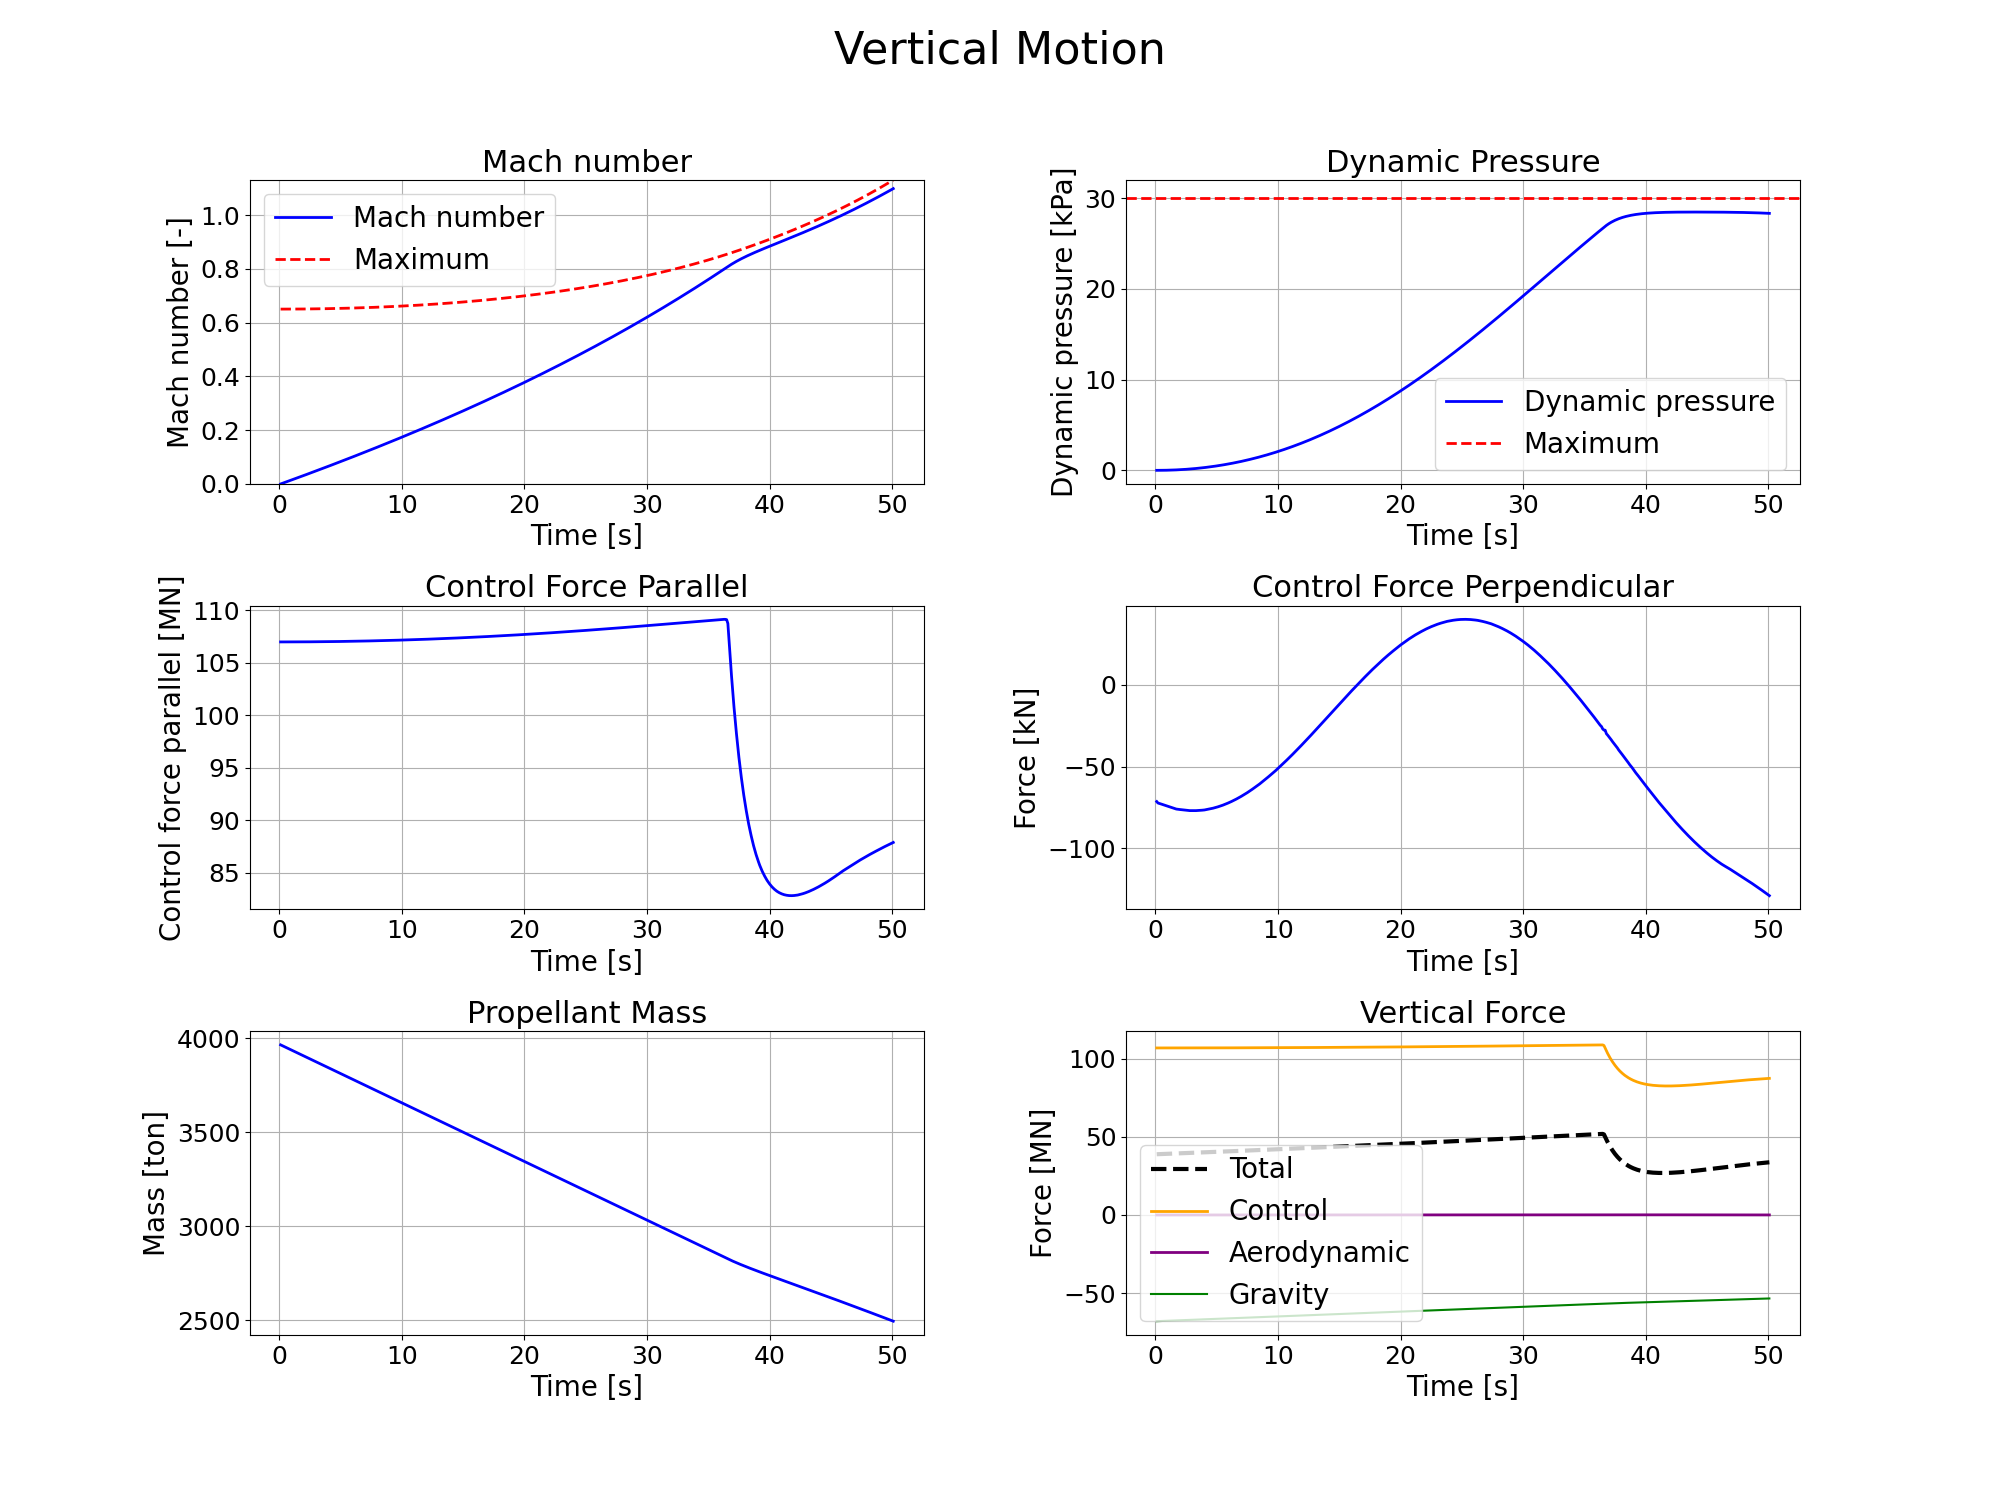 Vertical Motion
Mach number
Mach number [-]
1.0
0.8
0.6
0.4
0.2
0.0
Mach number
Maximum
0 10 20 30 40 50
Time [s]
Dynamic Pressure
Dynamic pressure [kPa]
30
20
10
0
Dynamic pressure
Maximum
0 10 20 30 40 50
Time [s]
Control Force Parallel
Control force parallel [MN]
110
105
100
95
90
85
0 10 20 30 40 50
Time [s]
Control Force Perpendicular
Force [kN]
0
−50
−100
0 10 20 30 40 50
Time [s]
Propellant Mass
Mass [ton]
4000
3500
3000
2500
0 10 20 30 40 50
Time [s]
Vertical Force
Force [MN]
100
50
0
−50
Total
Control
Aerodynamic
Gravity
0 10 20 30 40 50
Time [s]